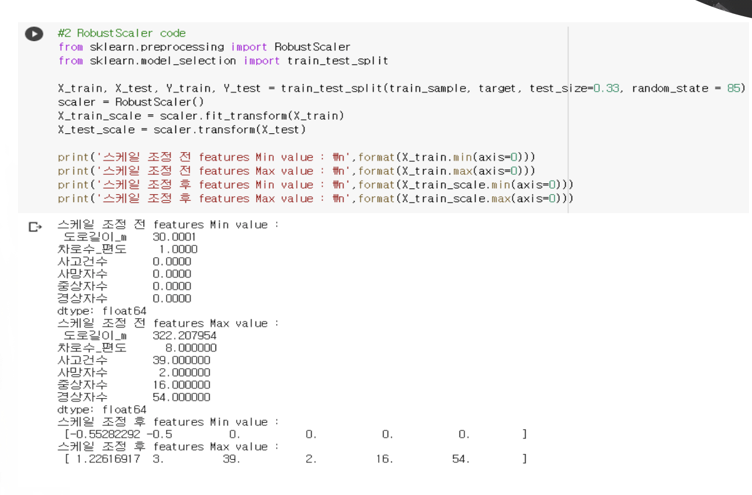 #2 RobustScaler code
from sklearn.preprocessing import RobustScaler
from sklearn.model_selection import train_test_split
X_train, X_test, Y_train, Y_test = train_test_split(train_sample, target, test_size=0.33, random_state = 85)
scaler = RobustScaler()
X_train_scale = scaler.fit_transform(X_train)
X_test_scale = scaler.transform(X_test)
print('스케일 조정 전 features Min value : ₩n',format(X_train.min(axis=0)))
print('스케일 조정 전 features Max value : ₩n',format(X_train.max(axis=0)))
print('스케일 조정 후 features Min value : ₩n',format(X_train_scale.min(axis=0)))
print('스케일 조정 후 features Max value : ₩n',format(X_train_scale.max(axis=0)))
스케일 조정 전 features Min value :
도로길이_m 30.0001
차로수_편도 1.0000
사고건수 0.0000
사망자수 0.0000
중상자수 0.0000
경상자수 0.0000
dtype: float64
스케일 조정 전 features Max value :
도로길이_m 322.207954
차로수_편도 8.000000
사고건수 39.000000
사망자수 2.000000
중상자수 16.000000
경상자수 54.000000
dtype: float64
스케일 조정 후 features Min value :
[-0.55282292 -0.5 0. 0. 0. 0. ]
스케일 조정 후 features Max value :
[ 1.22616917 3. 39. 2. 16. 54. ]